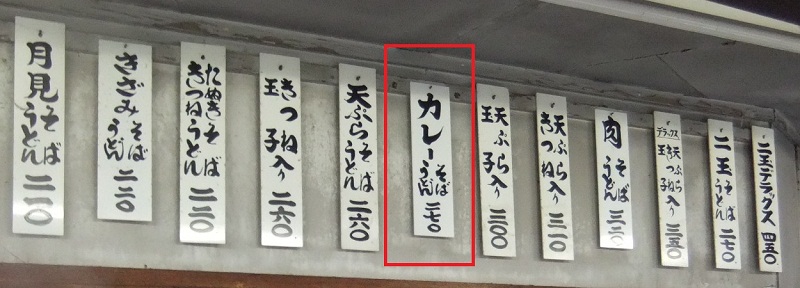 月見そばうどん 二一〇
きざみそばうどん 二二〇
たぬきそば
きつねうどん 二二〇
きつね入り
玉子 二六〇
天ぷらそばうどん 二六〇
カレーそばうどん 二七〇
天ぷら入り
玉子 三〇〇
天ぷら入り
きつね 三一〇
肉そばうどん
デラックス
天ぷら
きつね入り
玉子 三五〇
二玉そばうどん 二七〇
二玉デラックス 四五〇